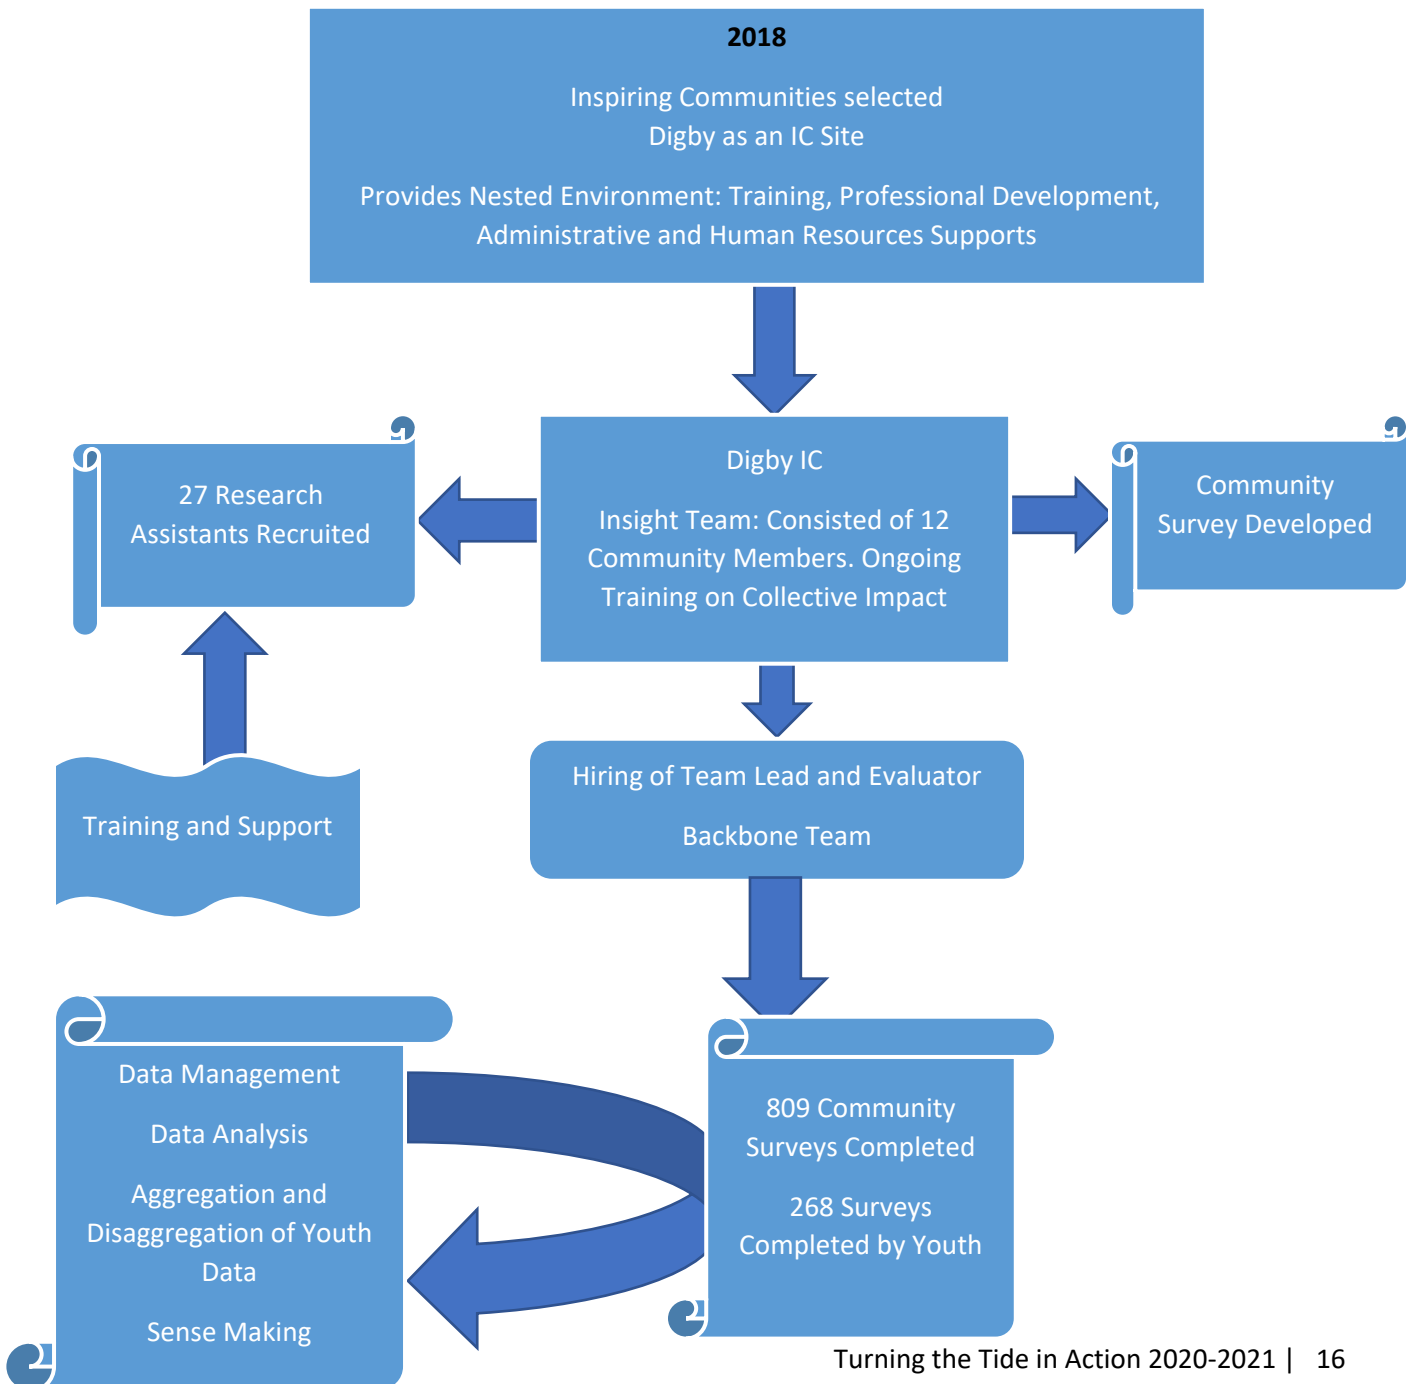 2018
Inspiring Communities selected
Digby as an IC Site
Provides Nested Environment: Training, Professional Development,
Administrative and Human Resources Supports
27 Research
Assistants Recruited
Digby IC
Insight Team: Consisted of 12
Community Members. Ongoing
Training on Collective Impact
Community
Survey Developed
Training and Support
Hiring of Team Lead and Evaluator
Backbone Team
Data Management
Data Analysis
Aggregation and
Disaggregation of Youth
Data
Sense Making
809 Community
Surveys Completed
268 Surveys
Completed by Youth
Turning the Tide in Action 2020-2021 | 16